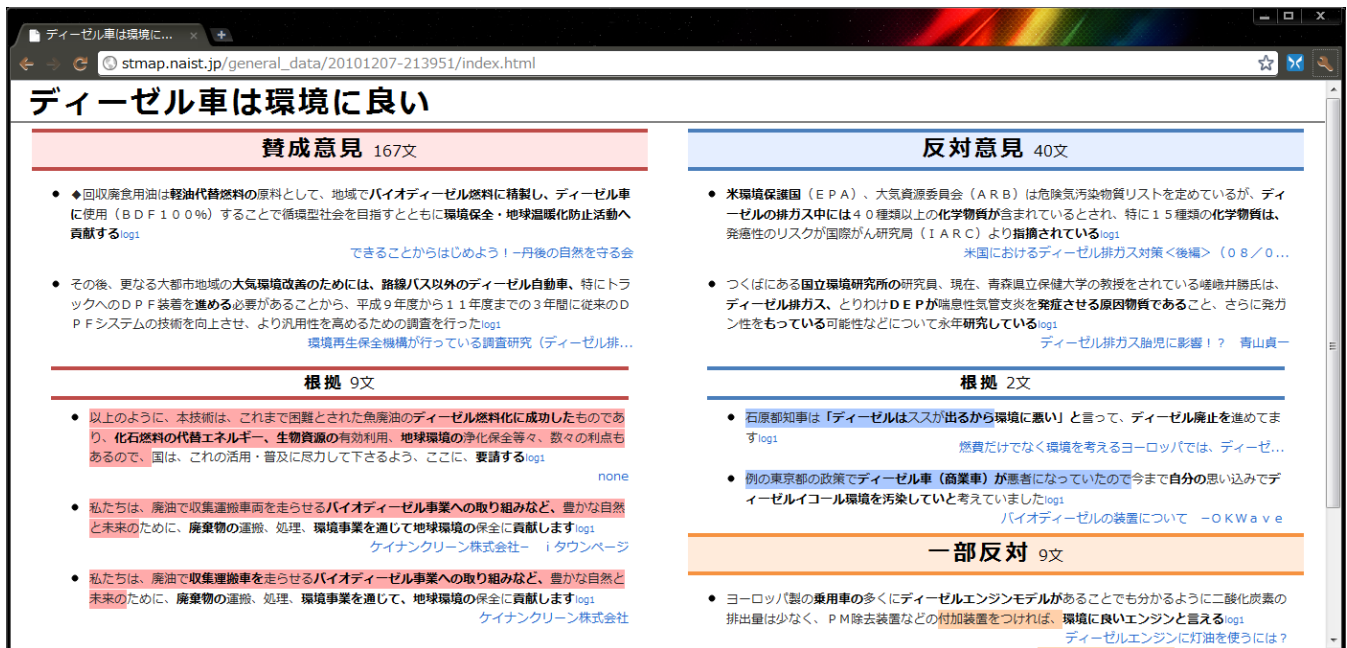 ディーゼル車は環境に...
stmap.naist.jp/general_data/20101207-213951/index.html
ディーゼル車は環境に良い
賛成意見 167文
◆回収廃食用油は軽油代替燃料の原料として、地域でバイオディーゼル燃料に精製し、ディーゼル車
に使用（ＢＤＦ１００％）することで循環型社会を目指すとともに環境保全・地球温暖化防止活動へ
貢献するlog1
できることからはじめよう！−丹後の自然を守る会
その後、更なる大都市地域の大気環境改善のためには、路線バス以外のディーゼル自動車、特にトラ
ックへのＤＰＦ装着を進める必要があることから、平成９年度から１１年度までの３年間に従来のＤ
ＰＦシステムの技術を向上させ、より汎用性を高めるための調査を行ったlog1
環境再生保全機構が行っている調査研究（ディーゼル排...
根拠 9文
以上のように、本技術は、これまで困難とされた魚廃油のディーゼル燃料化に成功したものであ
り、化石燃料の代替エネルギー、生物資源の有効利用、地球環境の浄化保全等々、数々の利点も
あるので、国は、これの活用・普及に尽力して下さるよう、ここに、要請するlog1
none
私たちは、廃油で収集運搬車両を走らせるバイオディーゼル事業への取り組みなど、豊かな自然
と未来のために、廃棄物の運搬、処理、環境事業を通じて地球環境の保全に貢献しますlog1
ケイナンクリーン株式会社−　ｉタウンページ
私たちは、廃油で収集運搬車を走らせるバイオディーゼル事業への取り組みなど、豊かな自然と
未来のために、廃棄物の運搬、処理、環境事業を通じて、地球環境の保全に貢献しますlog1
ケイナンクリーン株式会社
反対意見 40文
米環境保護国（ＥＰＡ）、大気資源委員会（ＡＲＢ）は危険気汚染物質リストを定めているが、ディ
ーゼルの排ガス中には４０種類以上の化学物質が含まれているとされ、特に１５種類の化学物質は、
発癌性のリスクが国際がん研究局（ＩＡＲＣ）より指摘されているlog1
米国におけるディーゼル排ガス対策＜後編＞（０８／０...
つくばにある国立環境研究所の研究員、現在、青森県立保健大学の教授をされている嵯峨井勝氏は、
ディーゼル排ガス、とりわけＤＥＰが喘息性気管支炎を発症させる原因物質であること、さらに発ガ
ン性をもっている可能性などについて永年研究しているlog1
ディーゼル排ガス胎児に影響！？　青山貞一
根拠 2文
石原都知事は「ディーゼルはススが出るから環境に悪い」と言って、ディーゼル廃止を進めてま
すlog1
燃費だけでなく環境を考えるヨーロッパでは、ディーゼ...
例の東京都の政策でディーゼル車（商業車）が悪者になっていたので今まで自分の思い込みでデ
ィーゼルイコール環境を汚染していと考えていましたlog1
バイオディーゼルの装置について　−ＯＫＷａｖｅ
一部反対 9文
ヨーロッパ製の乗用車の多くにディーゼルエンジンモデルがあることでも分かるように二酸化炭素の
排出量は少なく、ＰＭ除去装置などの付加装置をつければ、環境に良いエンジンと言えるlog1
ディーゼルエンジンに灯油を使うには？